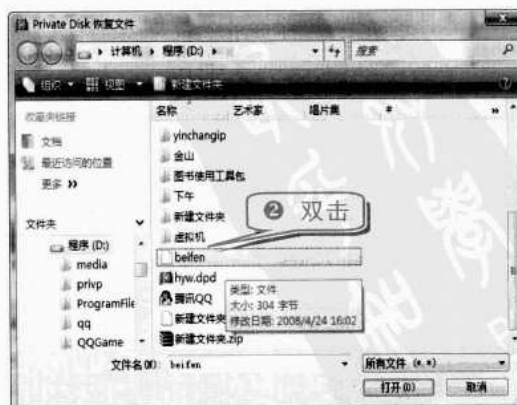 Private Disk 恢复文件
计算机 ▸ 程序 (D:) ▸
搜索
组织 视图 新建文件夹
收藏夹链接
文档
最近访问的位置
更多 »
文件夹
程序 (D:)
media
privp
ProgramFile
qq
QQGame
名称 艺术家 唱片集 # »
yinchangip
金山
图书使用工具包
下午
新建文件夹
虚拟机
beifen
hyw.dpd
腾讯QQ
新建文件夹
新建文件夹.zip
❷ 双击
类型: 文件
大小: 304 字节
修改日期: 2008/4/24 16:02
文件名(N): beifen
所有文件 (*.*)
打开(O) 取消